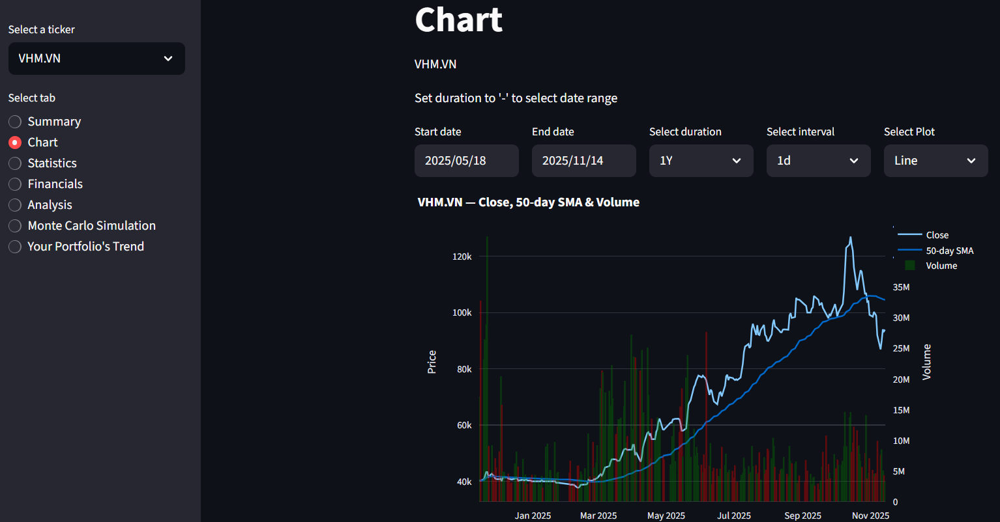 Select a ticker
VHM.VN
Select tab
Summary
Chart
Statistics
Financials
Analysis
Monte Carlo Simulation
Your Portfolio's Trend
Chart
VHM.VN
Set duration to '-' to select date range
Start date
End date
Select duration
Select interval
Select Plot
2025/05/18
2025/11/14
1Y
1d
Line
VHM.VN — Close, 50-day SMA & Volume
Close
50-day SMA
Volume
120k
100k
80k
60k
40k
Price
35M
30M
25M
20M
15M
10M
5M
0
Volume
Jan 2025
Mar 2025
May 2025
Jul 2025
Sep 2025
Nov 2025